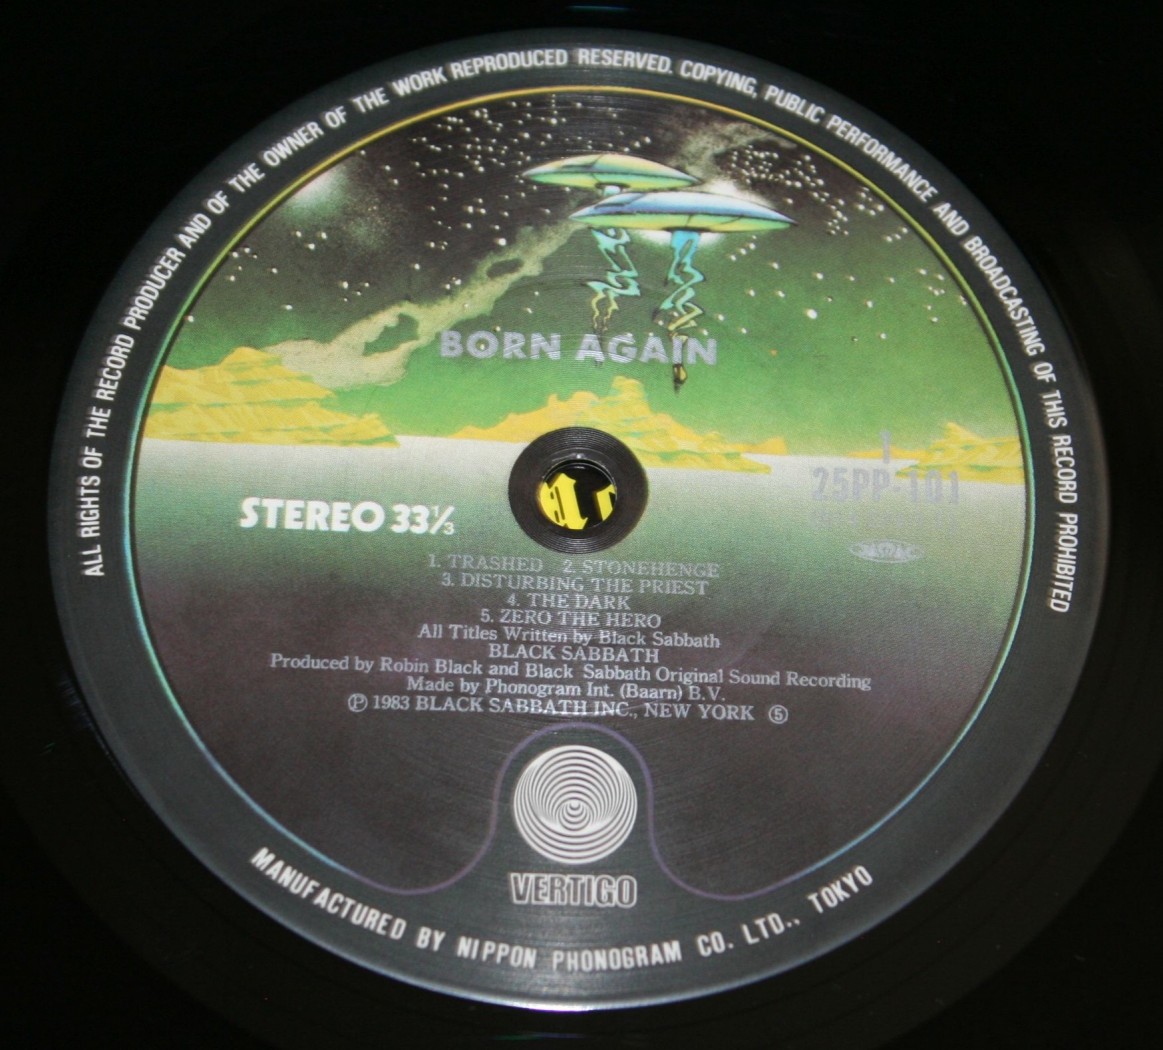 ALL RIGHTS OF THE RECORD PRODUCER AND OF THE OWNER OF THE WORK REPRODUCED RESERVED. COPYING, PUBLIC PERFORMANCE AND BROADCASTING OF THIS RECORD PROHIBITED
BORN AGAIN
1
25PP-101
STEREO 33⅓
1. TRASHED 2. STONEHENGE
3. DISTURBING THE PRIEST
4. THE DARK
5. ZERO THE HERO
All Titles Written by Black Sabbath
BLACK SABBATH
Produced by Robin Black and Black Sabbath Original Sound Recording
Made by Phonogram Int. (Baarn) B.V.
℗ 1983 BLACK SABBATH INC., NEW YORK ⑤
VERTIGO
MANUFACTURED BY NIPPON PHONOGRAM CO. LTD., TOKYO